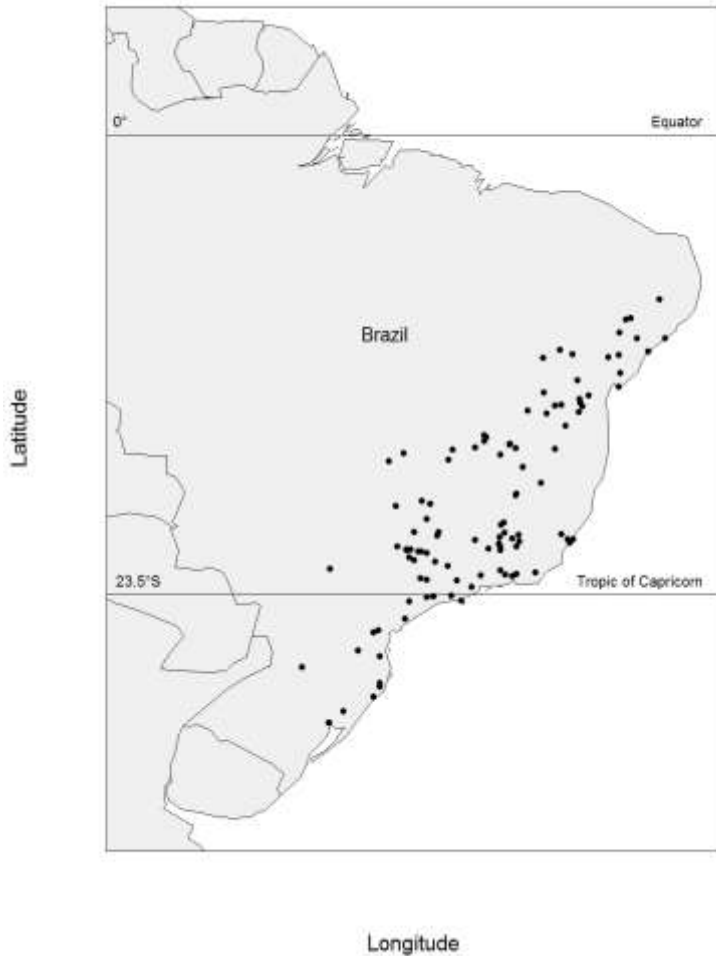 0° Equator
Brazil
Latitude
23.5°S Tropic of Capricorn
Longitude